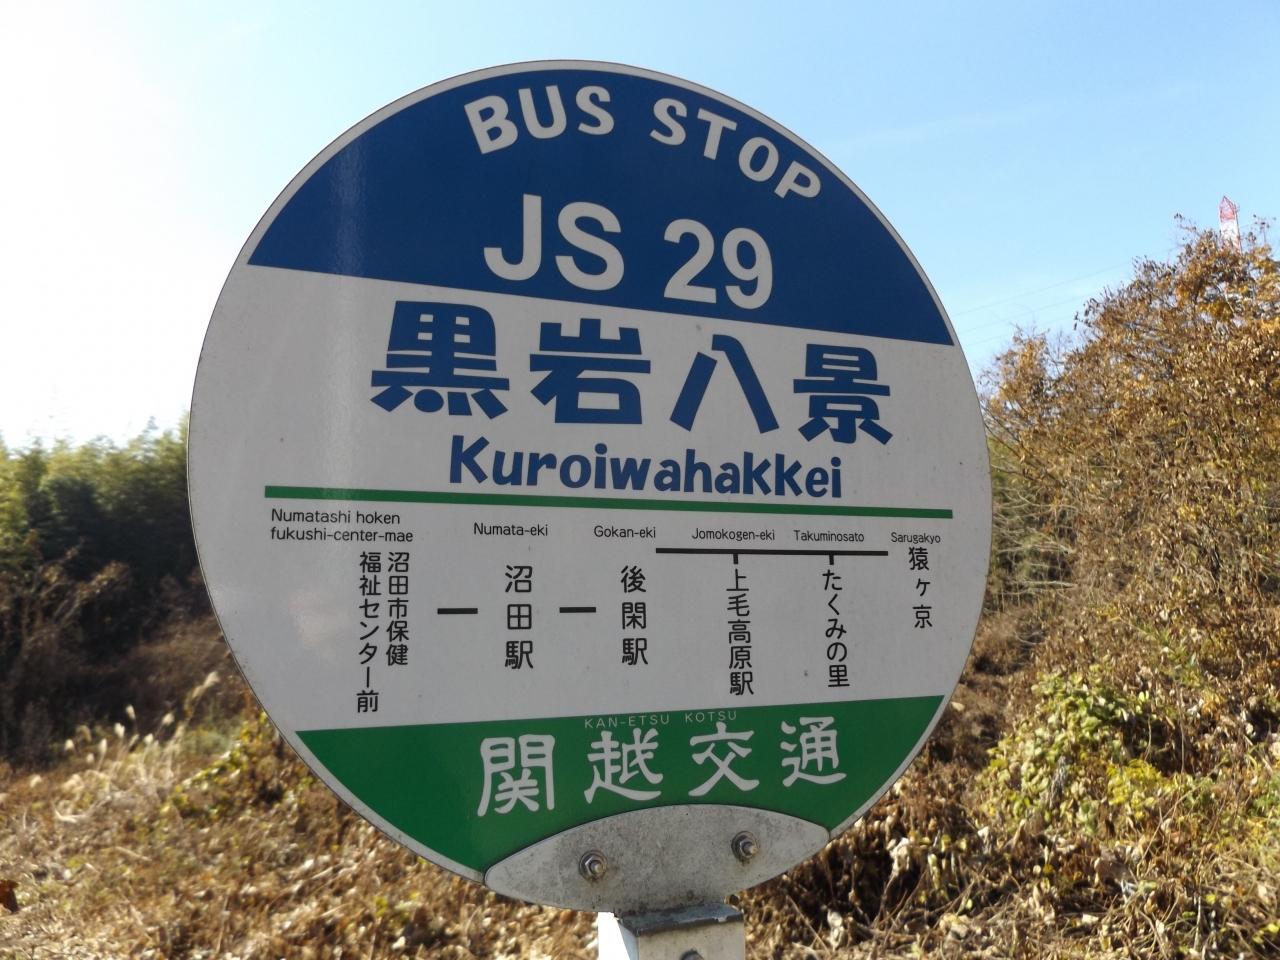 BUS STOP
JS 29
黒岩八景
Kuroiwahakkei
Numatashi hoken
fukushi-center-mae
Numata-eki
Gokan-eki
Jomokogen-eki
Takuminosato
Sarugakyo
沼田市保健
福祉センター前
沼田駅
後閑駅
上毛高原駅
たくみの里
猿ヶ京
KAN-ETSU KOTSU
関越交通